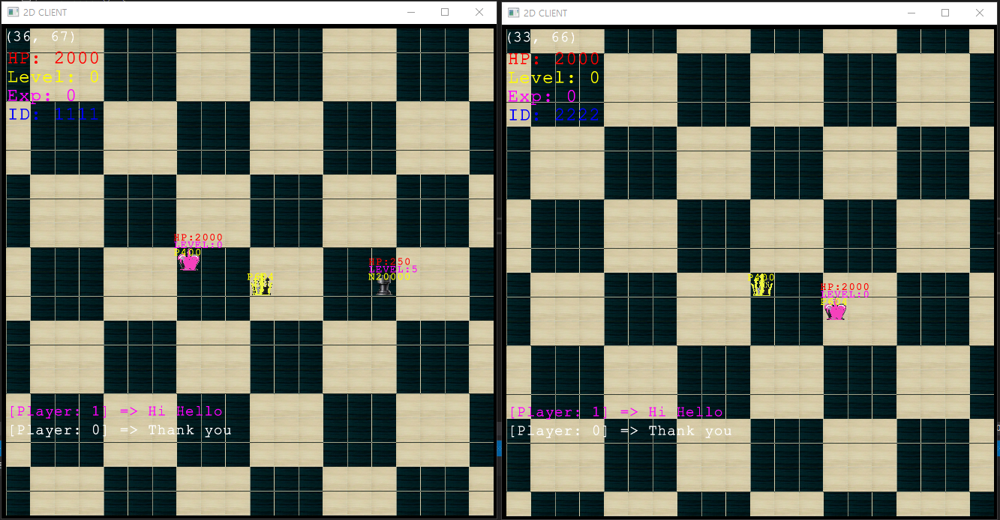 2D CLIENT
(36, 67)
HP: 2000
Level: 0
Exp: 0
ID: 1111
HP:2000
LEVEL:0
P400
HP:250
LEVEL:5
N20000
[Player: 1] => Hi Hello
[Player: 0] => Thank you
2D CLIENT
(33, 66)
HP: 2000
Level: 0
Exp: 0
ID: 2222
P400
HP:2000
LEVEL:0
[Player: 1] => Hi Hello
[Player: 0] => Thank you